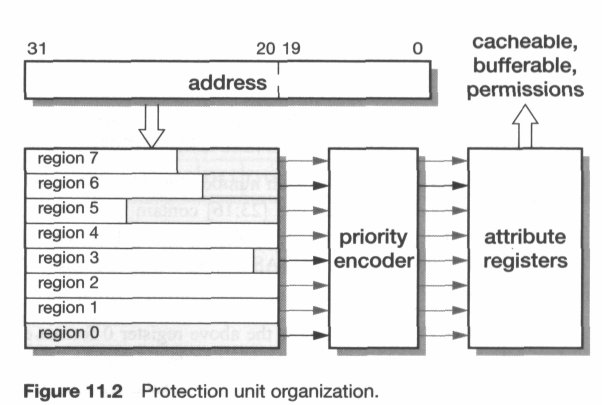 31 20 19 0
address
cacheable,
bufferable,
permissions
region 7
region 6
region 5
region 4
region 3
region 2
region 1
region 0
priority
encoder
attribute
registers
Figure 11.2 Protection unit organization.